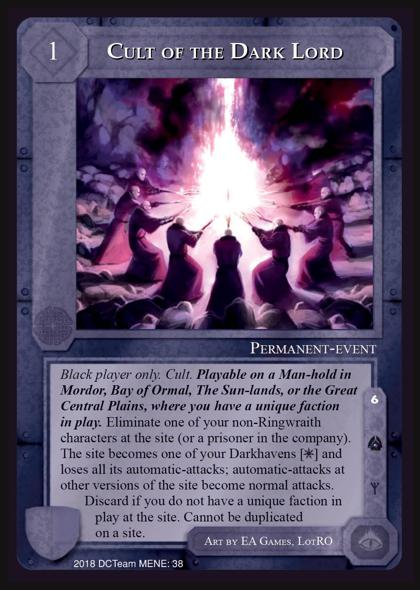 1
Cult of the Dark Lord
Permanent-event
Black player only. Cult. Playable on a Man-hold in
Mordor, Bay of Ormal, The Sun-lands, or the Great
Central Plains, where you have a unique faction
in play. Eliminate one of your non-Ringwraith
characters at the site (or a prisoner in the company).
The site becomes one of your Darkhavens [✳] and
loses all its automatic-attacks; automatic-attacks at
other versions of the site become normal attacks.
Discard if you do not have a unique faction in
play at the site. Cannot be duplicated
on a site.
6
Art by EA Games, LotRO
2018 DCTeam MENE: 38